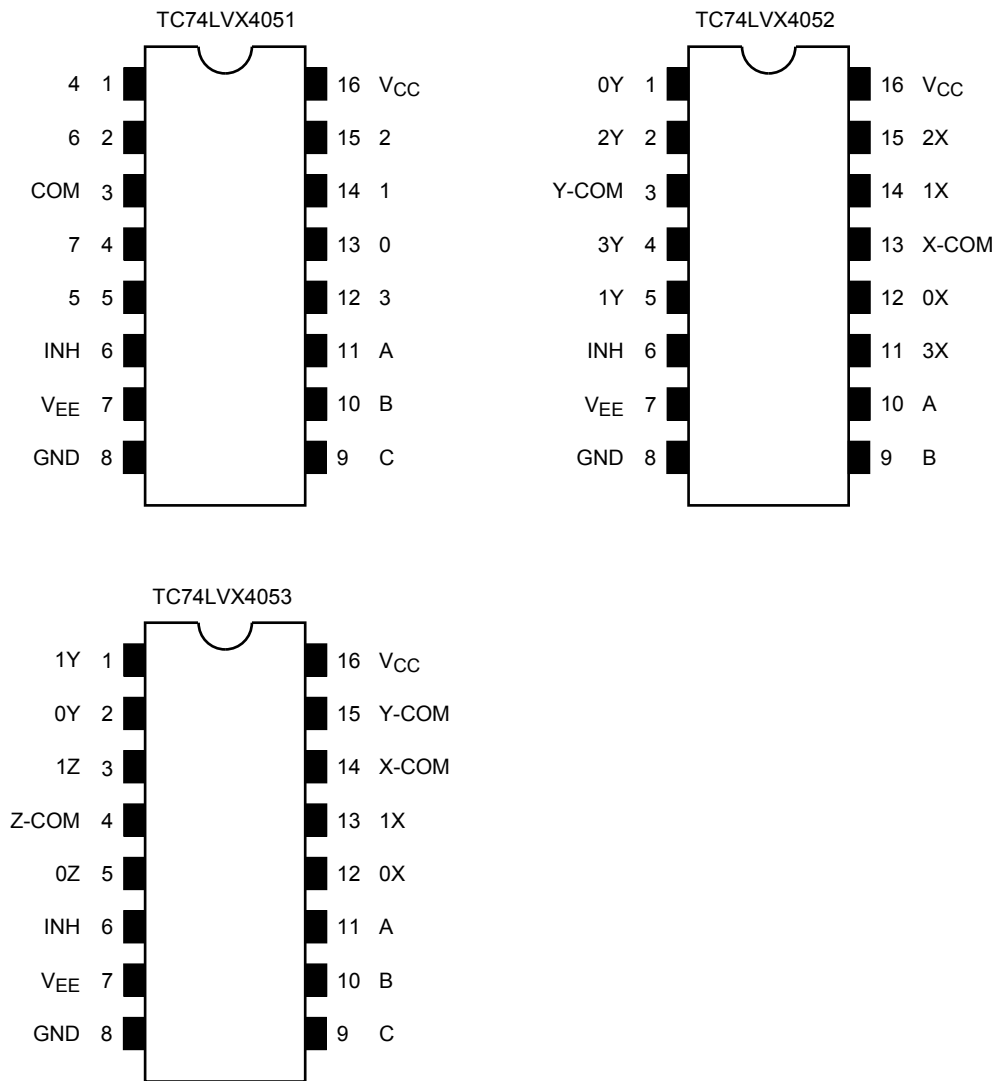 TC74LVX4051
4 1 16 VCC
6 2 15 2
COM 3 14 1
7 4 13 0
5 5 12 3
INH 6 11 A
VEE 7 10 B
GND 8 9 C
TC74LVX4052
0Y 1 16 VCC
2Y 2 15 2X
Y-COM 3 14 1X
3Y 4 13 X-COM
1Y 5 12 0X
INH 6 11 3X
VEE 7 10 A
GND 8 9 B
TC74LVX4053
1Y 1 16 VCC
0Y 2 15 Y-COM
1Z 3 14 X-COM
Z-COM 4 13 1X
0Z 5 12 0X
INH 6 11 A
VEE 7 10 B
GND 8 9 C